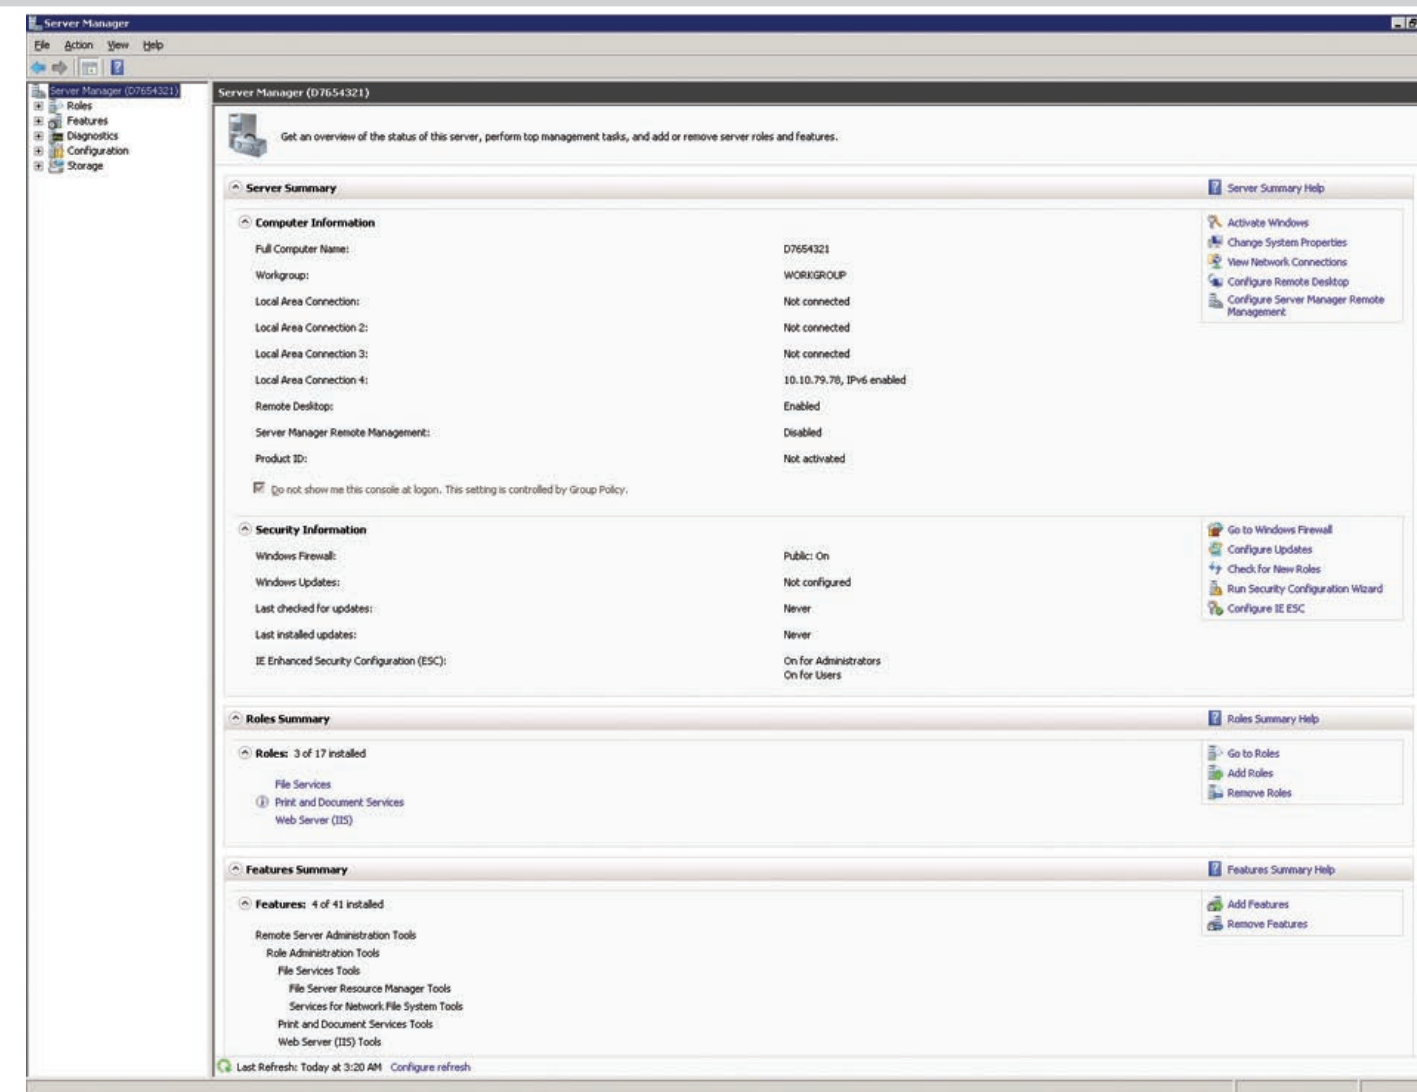 Server Manager
File Action View Help
Server Manager (D7654321)
Roles
Features
Diagnostics
Configuration
Storage
Server Manager (D7654321)
Get an overview of the status of this server, perform top management tasks, and add or remove server roles and features.
Server Summary
Server Summary Help
Computer Information
Full Computer Name: D7654321
Workgroup: WORKGROUP
Local Area Connection: Not connected
Local Area Connection 2: Not connected
Local Area Connection 3: Not connected
Local Area Connection 4: 10.10.79.78, IPv6 enabled
Remote Desktop: Enabled
Server Manager Remote Management: Disabled
Product ID: Not activated
Do not show me this console at logon. This setting is controlled by Group Policy.
Activate Windows
Change System Properties
View Network Connections
Configure Remote Desktop
Configure Server Manager Remote
Management
Security Information
Windows Firewall: Public: On
Windows Updates: Not configured
Last checked for updates: Never
Last installed updates: Never
IE Enhanced Security Configuration (ESC): On for Administrators
On for Users
Go to Windows Firewall
Configure Updates
Check for New Roles
Run Security Configuration Wizard
Configure IE ESC
Roles Summary
Roles Summary Help
Roles: 3 of 17 installed
File Services
Print and Document Services
Web Server (IIS)
Go to Roles
Add Roles
Remove Roles
Features Summary
Features Summary Help
Features: 4 of 41 installed
Remote Server Administration Tools
Role Administration Tools
File Services Tools
File Server Resource Manager Tools
Services for Network File System Tools
Print and Document Services Tools
Web Server (IIS) Tools
Add Features
Remove Features
Last Refresh: Today at 3:20 AM Configure refresh